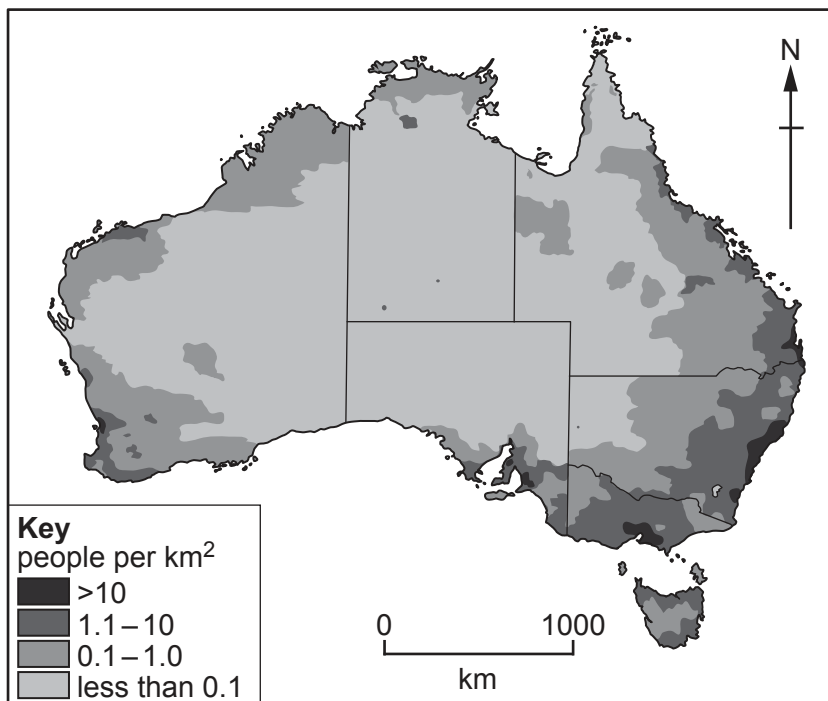 N
Key
people per km²
>10
1.1–10
0.1–1.0
less than 0.1
0 1000
km